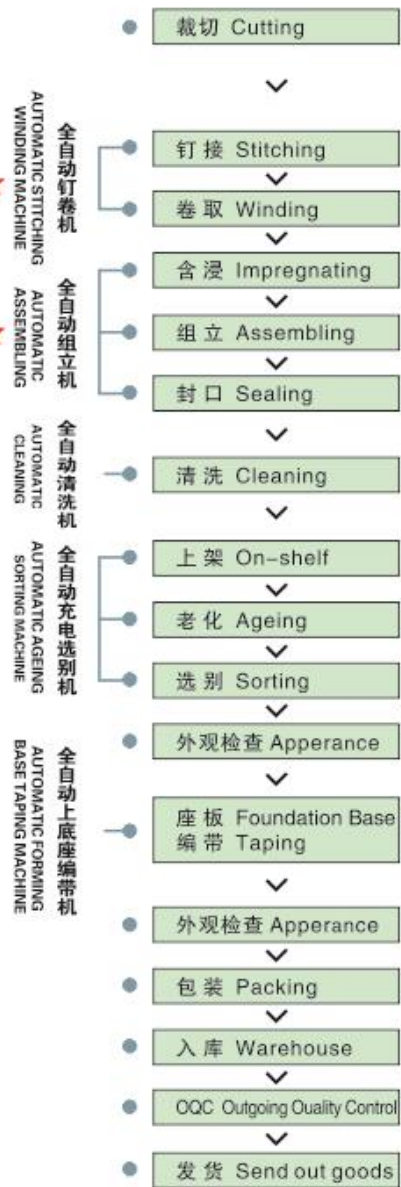 裁切 Cutting
全自动钉卷机
AUTOMATIC STITCHING
WINDING MACHINE
钉接 Stitching
卷取 Winding
全自动组立机
AUTOMATIC
ASSEMBLING
含浸 Impregnating
组立 Assembling
封口 Sealing
全自动清洗机
AUTOMATIC
CLEANING
清洗 Cleaning
全自动充电选别机
AUTOMATIC AGEING
SORTING MACHINE
上架 On-shelf
老化 Ageing
选别 Sorting
外观检查 Apperance
全自动上底座编带机
AUTOMATIC FORMING
BASE TAPING MACHINE
座板 Foundation Base
编带 Taping
外观检查 Apperance
包装 Packing
入库 Warehouse
OQC Outgoing Ouality Control
发货 Send out goods